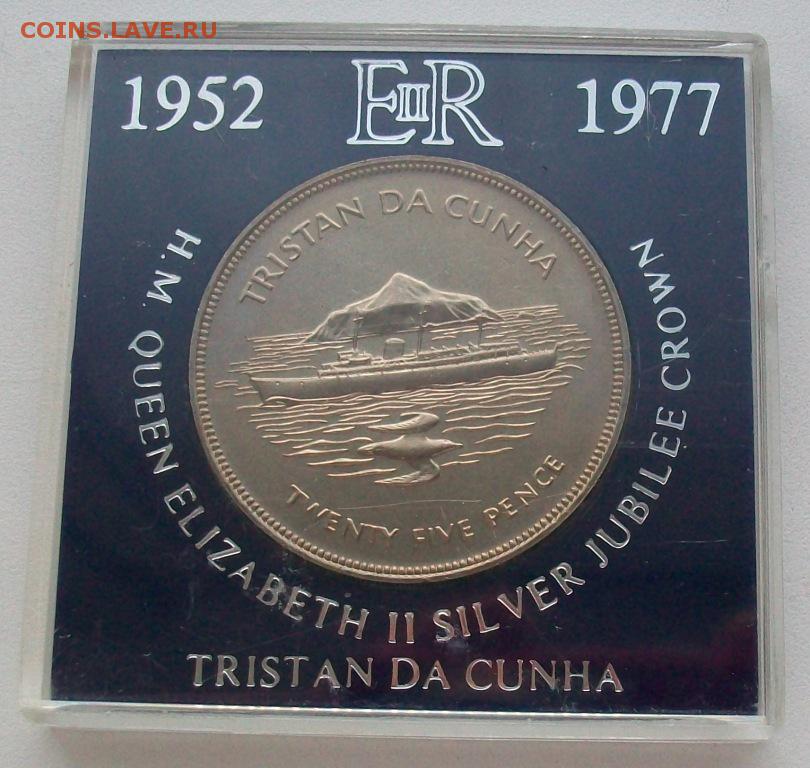 COINS.LAVE.RU
1952 EIIR 1977
TRISTAN DA CUNHA
TWENTY FIVE PENCE
H.M. QUEEN ELIZABETH II SILVER JUBILEE CROWN
TRISTAN DA CUNHA